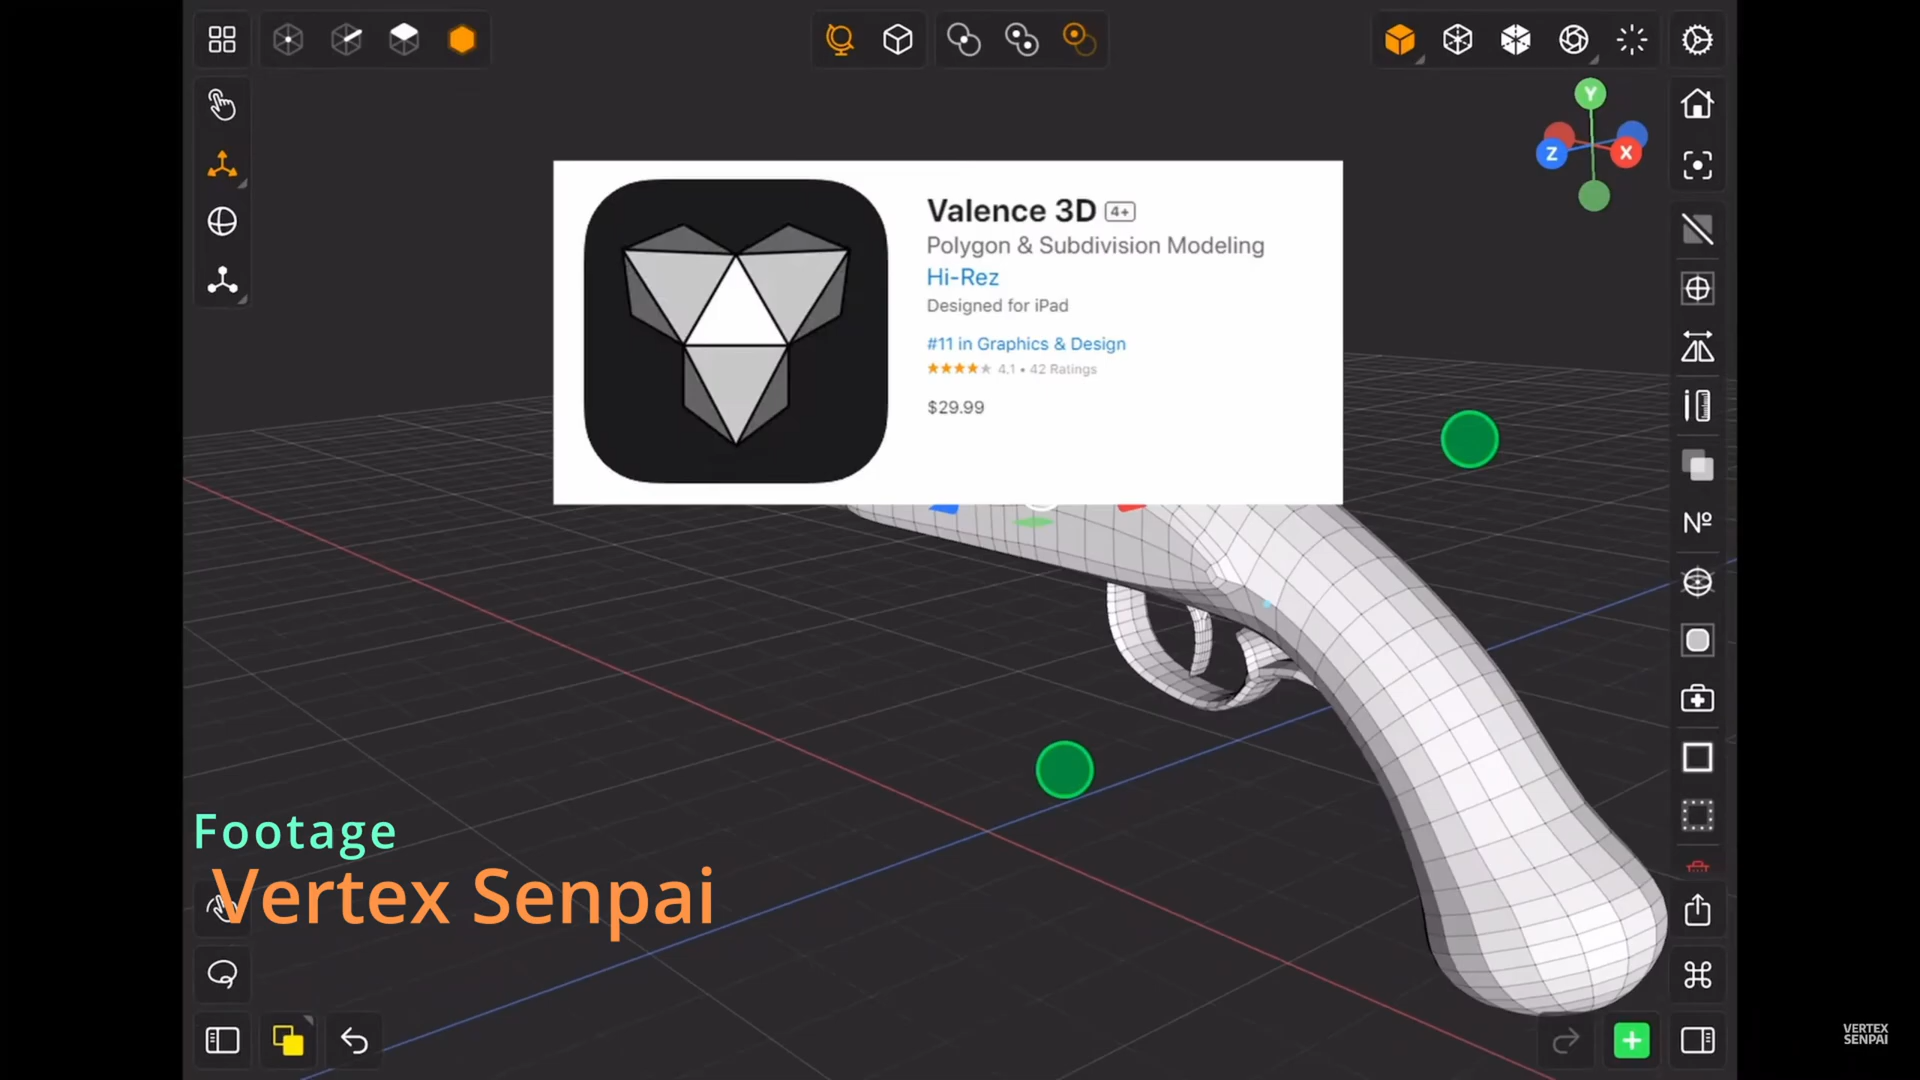 Y
Z
X
Valence 3D 4+
Polygon & Subdivision Modeling
Hi-Rez
Designed for iPad
#11 in Graphics & Design
4.1 • 42 Ratings
$29.99
Nº
Footage
Vertex Senpai
VERTEX
SENPAI